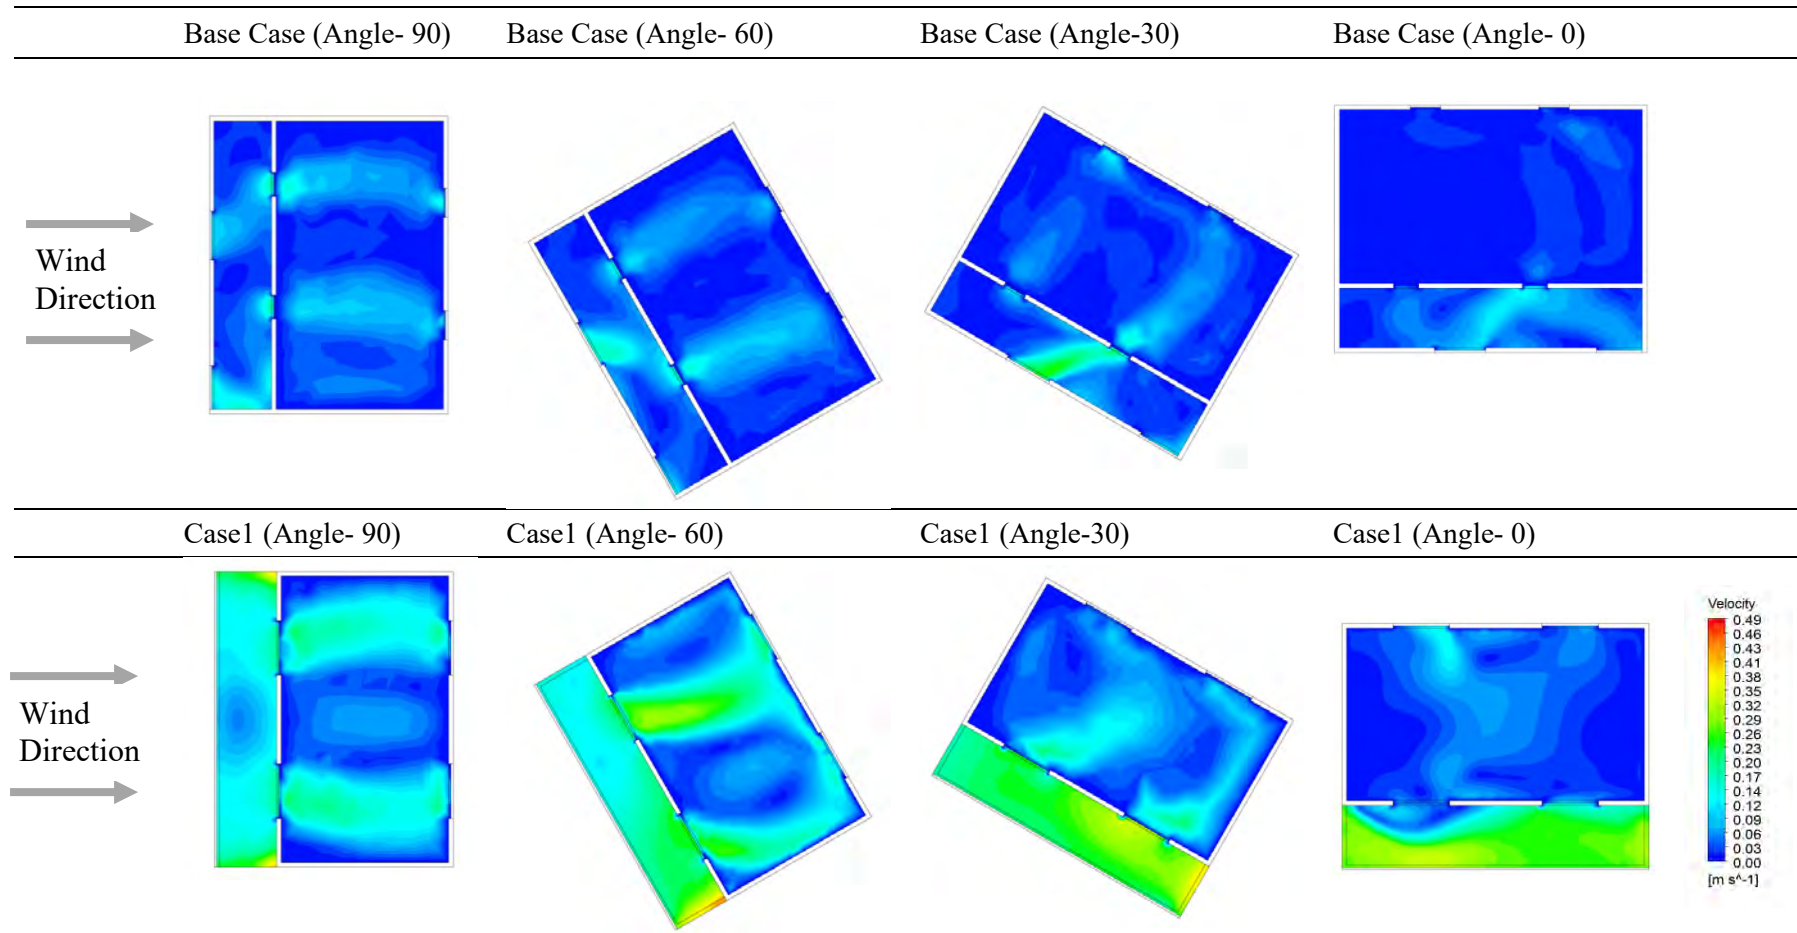 Base Case (Angle- 90)
Base Case (Angle- 60)
Base Case (Angle-30)
Base Case (Angle- 0)
Wind
Direction
Case1 (Angle- 90)
Case1 (Angle- 60)
Case1 (Angle-30)
Case1 (Angle- 0)
Wind
Direction
Velocity
0.49
0.46
0.43
0.41
0.38
0.35
0.32
0.29
0.26
0.23
0.20
0.17
0.14
0.12
0.09
0.06
0.03
0.00
[m s^-1]